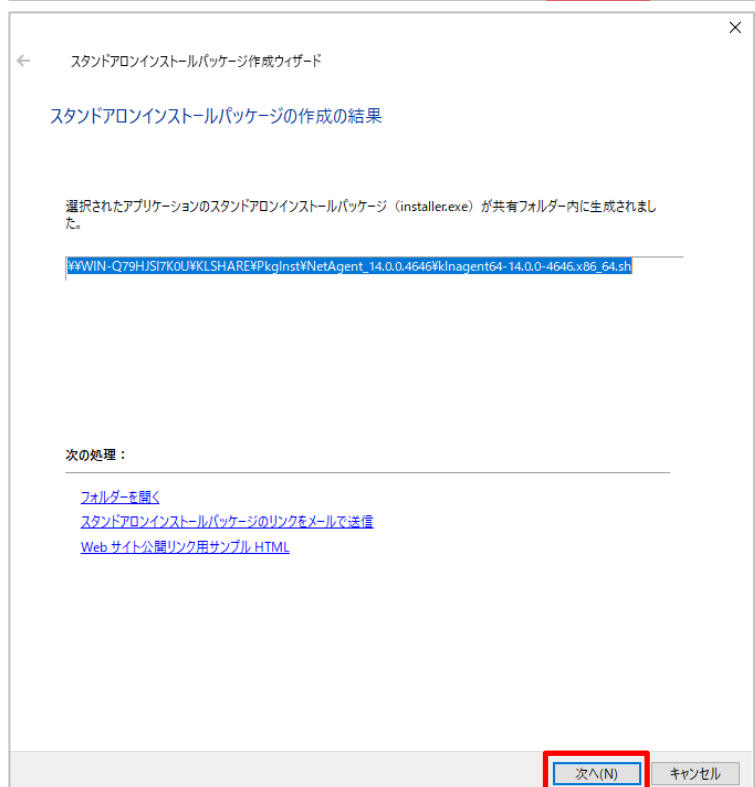 スタンドアロンインストールパッケージ作成ウィザード
スタンドアロンインストールパッケージの作成の結果
選択されたアプリケーションのスタンドアロンインストールパッケージ（installer.exe）が共有フォルダー内に生成されまし
た。
¥¥WIN-Q79HJSI7K0U¥KLSHARE¥PkgInst¥NetAgent_14.0.0.4646¥klnagent64-14.0.0-4646.x86_64.sh
次の処理：
フォルダーを開く
スタンドアロンインストールパッケージのリンクをメールで送信
Web サイト公開リンク用サンプル HTML
次へ(N)
キャンセル